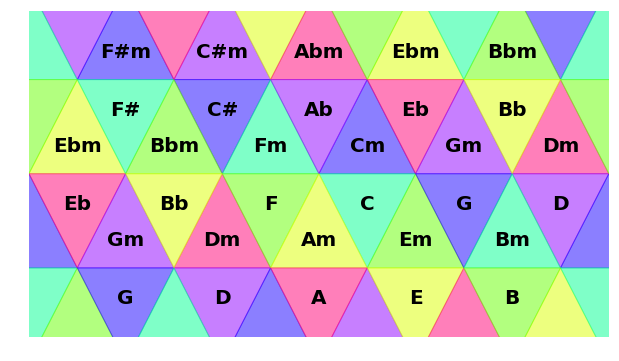 F#m C#m Abm Ebm Bbm
F# C# Ab Eb Bb
Ebm Bbm Fm Cm Gm Dm
Eb Bb F C G D
Gm Dm Am Em Bm
G D A E B